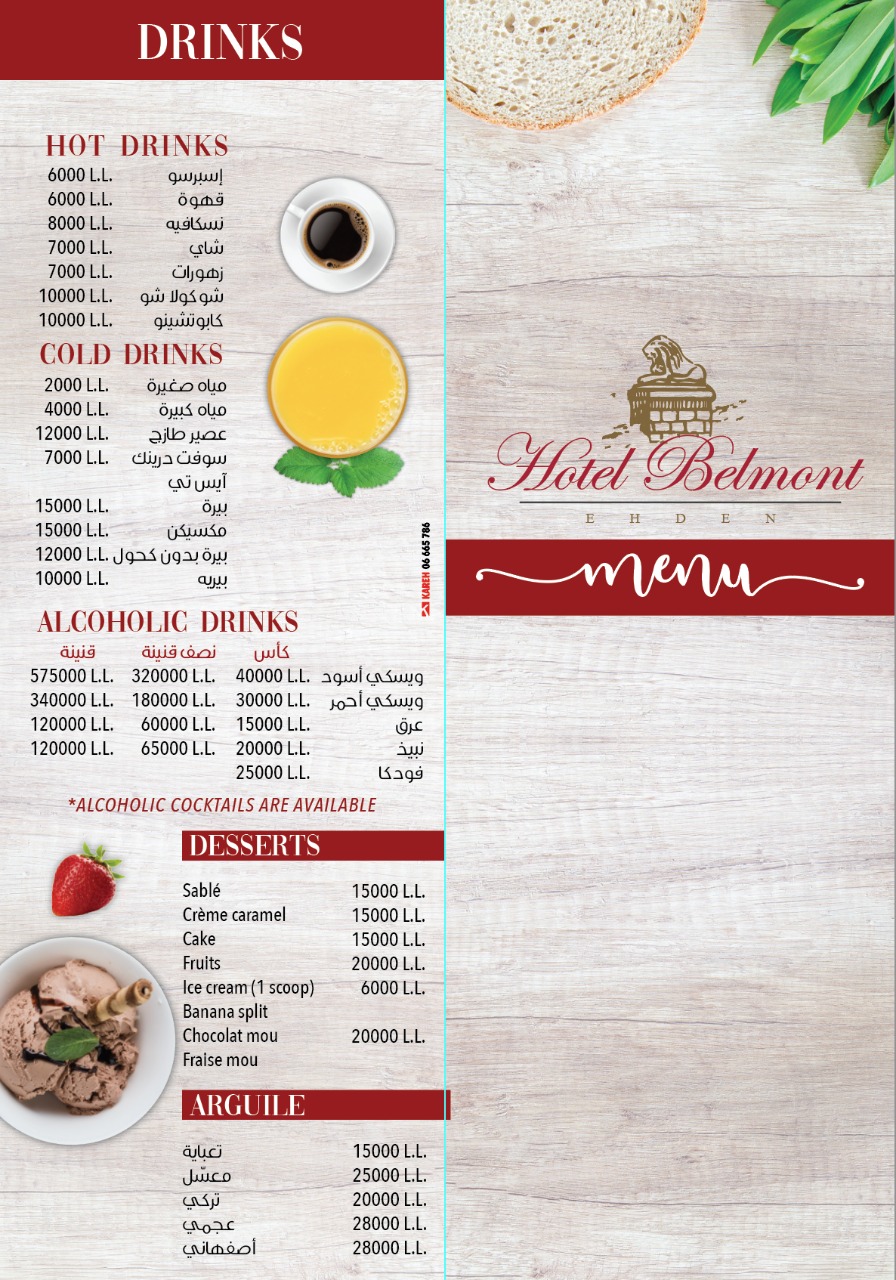 DRINKS
HOT DRINKS
إسبرسو 6000 L.L.
قهوة 6000 L.L.
نسكافيه 8000 L.L.
شاي 7000 L.L.
زهورات 7000 L.L.
شوكولا شو 10000 L.L.
كابوتشينو 10000 L.L.
COLD DRINKS
مياه صغيرة 2000 L.L.
مياه كبيرة 4000 L.L.
عصير طازج 12000 L.L.
سوفت درينك 7000 L.L.
آيس تي
بيرة 15000 L.L.
مكسيكن 15000 L.L.
بيرة بدون كحول 12000 L.L.
بيريه 10000 L.L.
KAREH 06 665 786
ALCOHOLIC DRINKS
كأس نصف قنينة قنينة
ويسكي أسود 40000 L.L. 320000 L.L. 575000 L.L.
ويسكي أحمر 30000 L.L. 180000 L.L. 340000 L.L.
عرق 15000 L.L. 60000 L.L. 120000 L.L.
نبيذ 20000 L.L. 65000 L.L. 120000 L.L.
فودكا 25000 L.L.
*ALCOHOLIC COCKTAILS ARE AVAILABLE
DESSERTS
Sablé 15000 L.L.
Crème caramel 15000 L.L.
Cake 15000 L.L.
Fruits 20000 L.L.
Ice cream (1 scoop) 6000 L.L.
Banana split
Chocolat mou 20000 L.L.
Fraise mou
ARGUILE
تعباية 15000 L.L.
معسّل 25000 L.L.
تركي 20000 L.L.
عجمي 28000 L.L.
أصفهاني 28000 L.L.
Hotel Belmont
EHDEN
menu